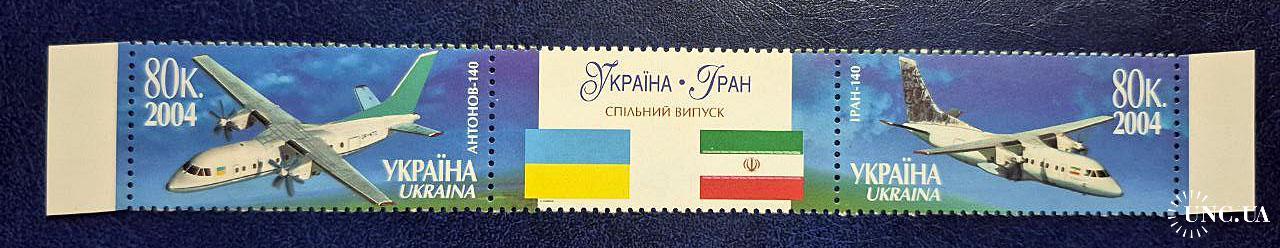 80к.
2004
АНТОНОВ-140
УКРАЇНА
UKRAINA
Україна · Іран
СПІЛЬНИЙ ВИПУСК
ІРАН-140
80к.
2004
УКРАЇНА
UKRAINA
UNC.UA